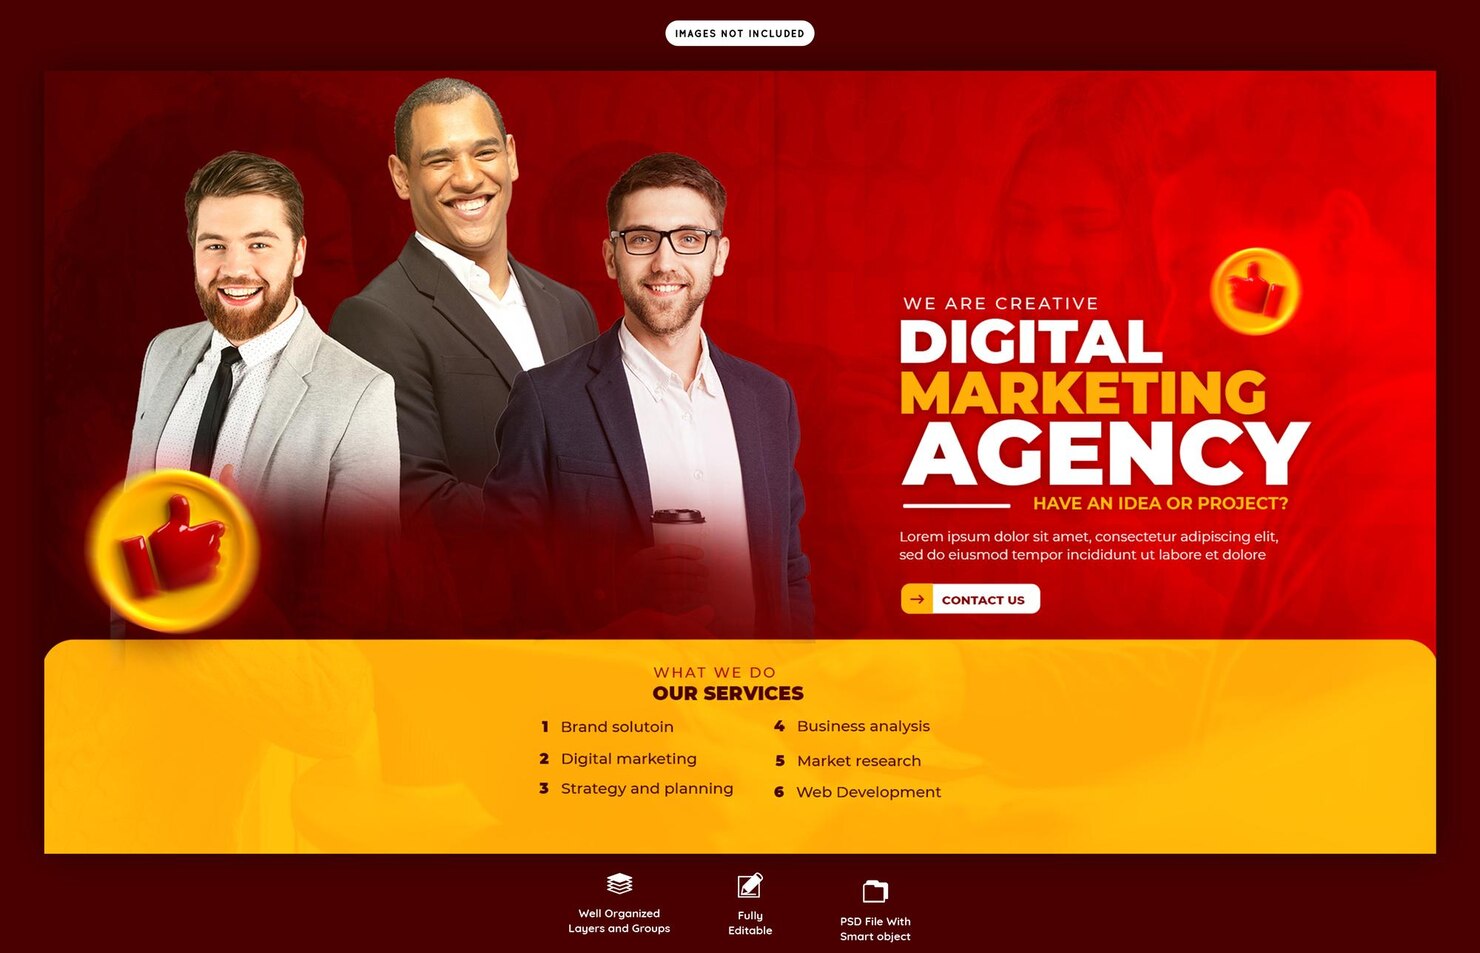 IMAGES NOT INCLUDED
WE ARE CREATIVE
DIGITAL
MARKETING
AGENCY
HAVE AN IDEA OR PROJECT?
Lorem ipsum dolor sit amet, consectetur adipiscing elit,
sed do eiusmod tempor incididunt ut labore et dolore
CONTACT US
WHAT WE DO
OUR SERVICES
1 Brand solutoin
2 Digital marketing
3 Strategy and planning
4 Business analysis
5 Market research
6 Web Development
Well Organized
Layers and Groups
Fully
Editable
PSD File With
Smart object